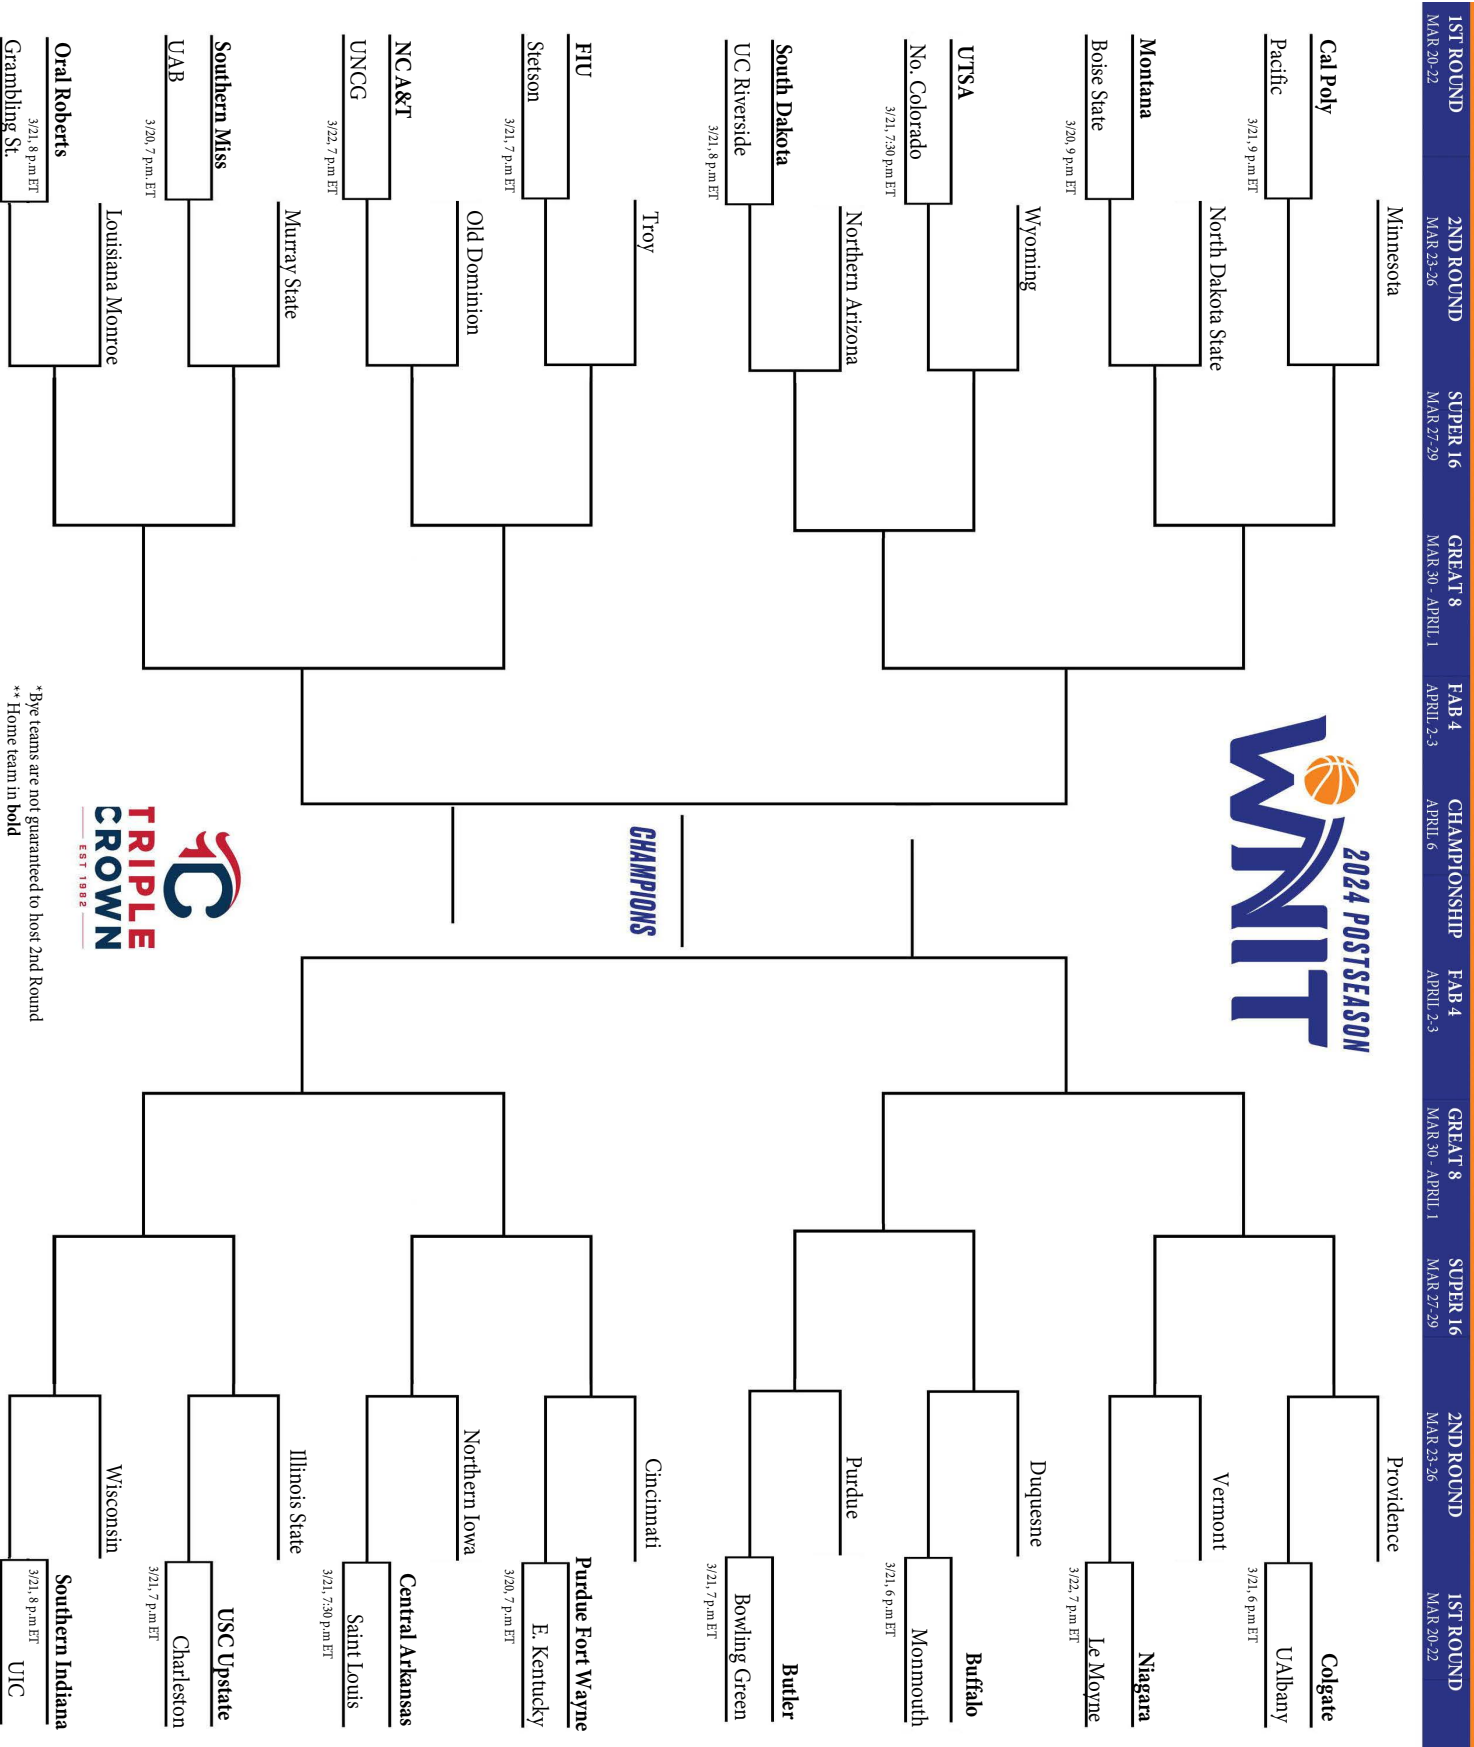 1ST ROUND
MAR 20-22
2ND ROUND
MAR 23-26
SUPER 16
MAR 27-29
GREAT 8
MAR 30 - APRIL 1
FAB 4
APRIL 2-3
CHAMPIONSHIP
APRIL 6
FAB 4
APRIL 2-3
GREAT 8
MAR 30 - APRIL 1
SUPER 16
MAR 27-29
2ND ROUND
MAR 23-26
1ST ROUND
MAR 20-22
Minnesota
Cal Poly
Pacific
3/21, 9 p.m ET
North Dakota State
Montana
Boise State
3/20, 9 p.m ET
Wyoming
UTSA
No. Colorado
3/21, 7:30 p.m ET
Northern Arizona
South Dakota
UC Riverside
3/21, 8 p.m ET
Troy
FIU
Stetson
3/21, 7 p.m ET
Old Dominion
NC A&T
UNCG
3/22, 7 p.m ET
Murray State
Southern Miss
UAB
3/20, 7 p.m. ET
Louisiana Monroe
Oral Roberts
3/21, 8 p.m ET
Grambling St.
2024 POSTSEASON
WNIT
CHAMPIONS
TRIPLE
CROWN
EST 1982
*Bye teams are not guaranteed to host 2nd Round
** Home team in bold
Providence
Colgate
UAlbany
3/21, 6 p.m ET
Vermont
Niagara
Le Moyne
3/22, 7 p.m ET
Duquesne
Buffalo
Monmouth
3/21, 6 p.m ET
Purdue
Butler
Bowling Green
3/21, 7 p.m ET
Cincinnati
Purdue Fort Wayne
E. Kentucky
3/20, 7 p.m ET
Northern Iowa
Central Arkansas
Saint Louis
3/21, 7:30 p.m ET
Illinois State
USC Upstate
Charleston
3/21, 7 p.m ET
Wisconsin
Southern Indiana
3/21, 8 p.m ET
UIC